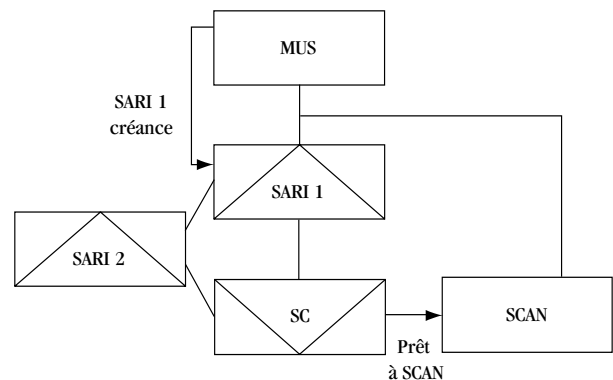 MUS
SARI 1
créance
SARI 1
SARI 2
SC
SCAN
Prêt
à SCAN